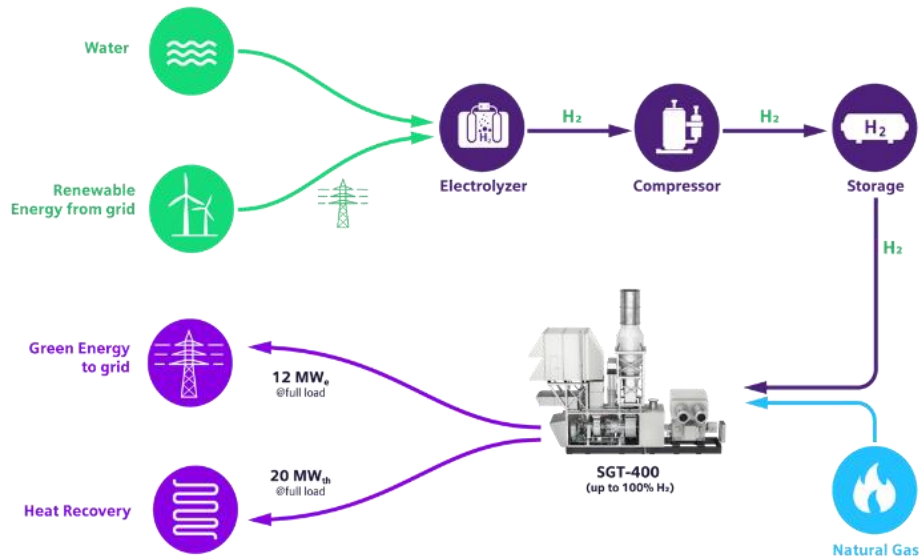 Water
Renewable
Energy from grid
H₂
Electrolyzer
H₂
Compressor
H₂
H₂
Storage
H₂
Green Energy
to grid
12 MWₑ
@full load
20 MWₜₕ
@full load
Heat Recovery
SGT-400
(up to 100% H₂)
Natural Gas